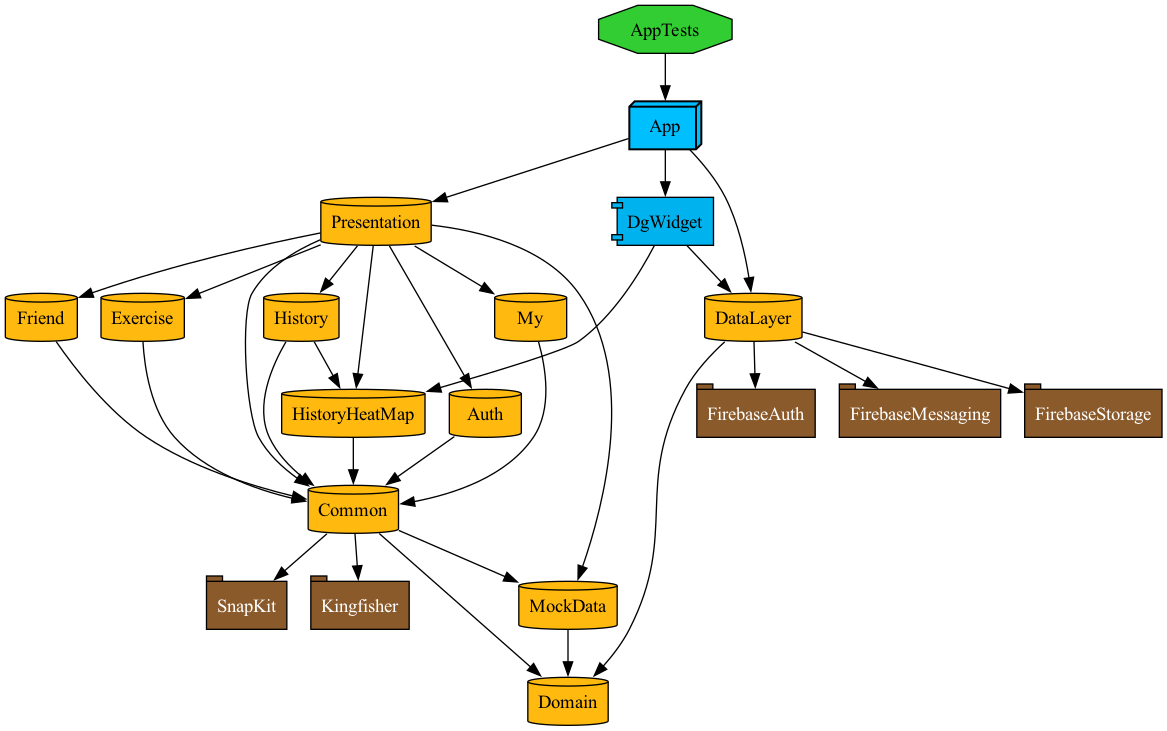 AppTests
App
Presentation
DgWidget
Friend
Exercise
History
My
DataLayer
HistoryHeatMap
Auth
FirebaseAuth
FirebaseMessaging
FirebaseStorage
Common
SnapKit
Kingfisher
MockData
Domain